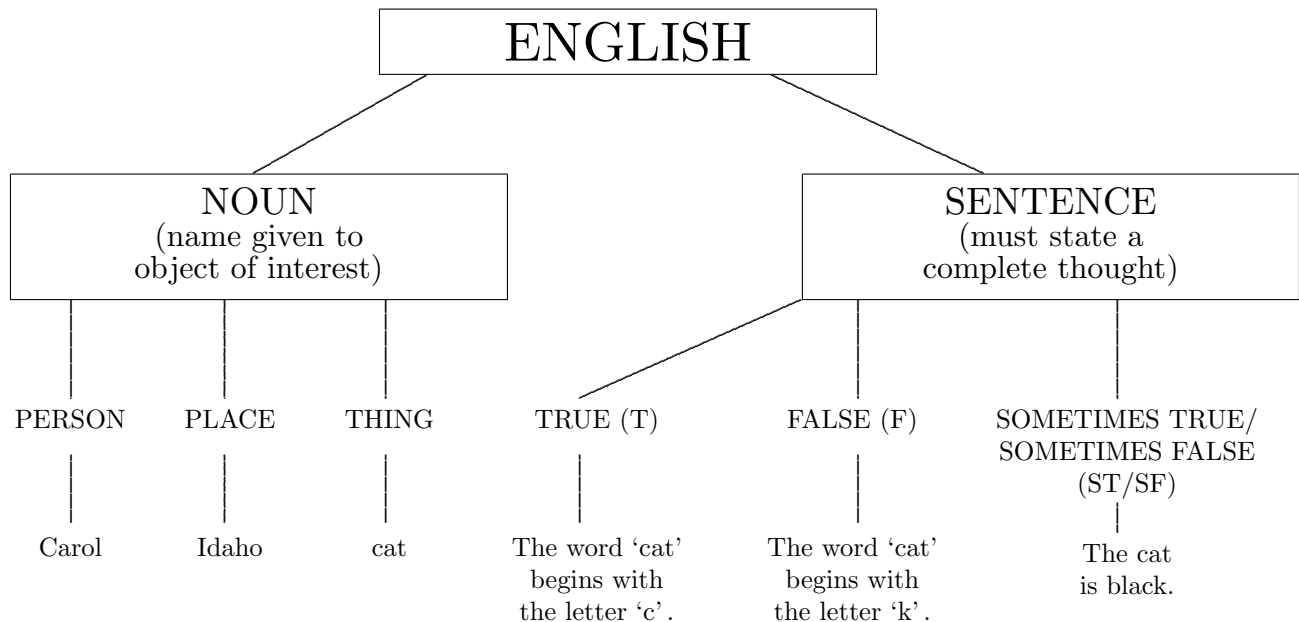 ENGLISH
NOUN
(name given to
object of interest)
SENTENCE
(must state a
complete thought)
PERSON
PLACE
THING
TRUE (T)
FALSE (F)
SOMETIMES TRUE/
SOMETIMES FALSE
(ST/SF)
Carol
Idaho
cat
The word ‘cat’
begins with
the letter ‘c’.
The word ‘cat’
begins with
the letter ‘k’.
The cat
is black.